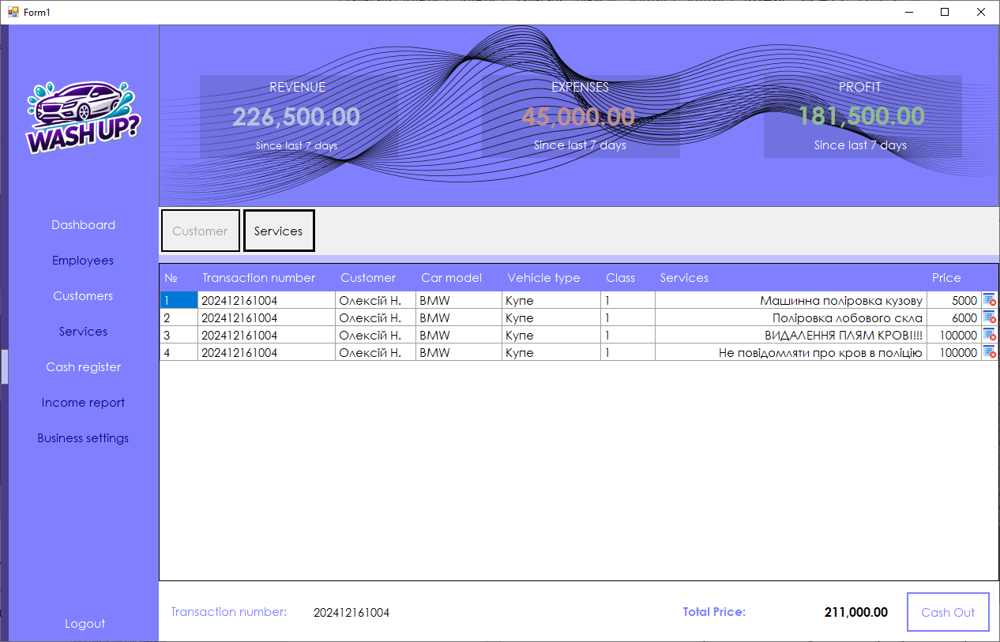 Form1
WASH UP?
REVENUE
226,500.00
Since last 7 days
EXPENSES
45,000.00
Since last 7 days
PROFIT
181,500.00
Since last 7 days
Dashboard
Employees
Customers
Services
Cash register
Income report
Business settings
Logout
Customer Services
№ Transaction number Customer Car model Vehicle type Class Services Price
1 202412161004 Олексій Н. BMW Купе 1 Машинна поліровка кузову 5000
2 202412161004 Олексій Н. BMW Купе 1 Поліровка лобового скла 6000
3 202412161004 Олексій Н. BMW Купе 1 ВИДАЛЕННЯ ПЛЯМ КРОВІ!!! 100000
4 202412161004 Олексій Н. BMW Купе 1 Не повідомляти про кров в поліцію 100000
Transaction number: 202412161004 Total Price: 211,000.00 Cash Out